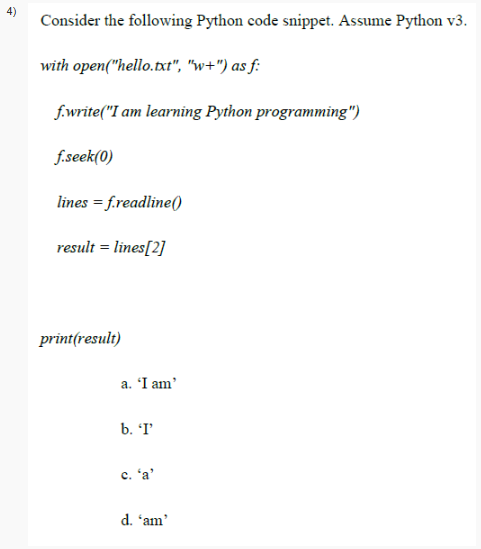 4)
Consider the following Python code snippet. Assume Python v3.
with open("hello.txt", "w+") as f:
f.write("I am learning Python programming")
f.seek(0)
lines = f.readline()
result = lines[2]
print(result)
a. ‘I am’
b. ‘I’
c. ‘a’
d. ‘am’